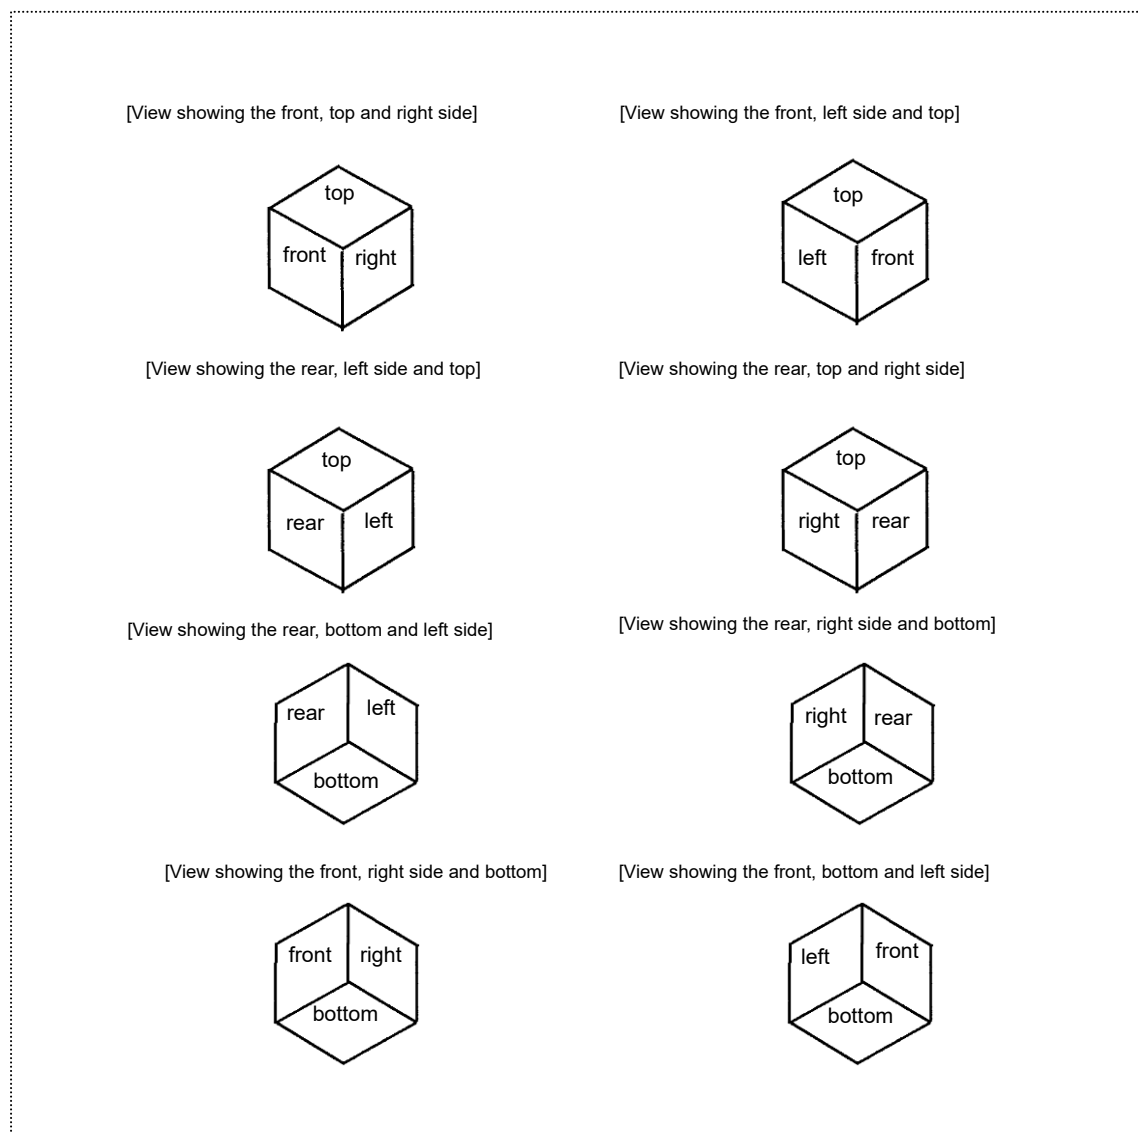 [View showing the front, top and right side]
[View showing the front, left side and top]
top
front right
top
left front
[View showing the rear, left side and top]
[View showing the rear, top and right side]
top
rear left
top
right rear
[View showing the rear, bottom and left side]
[View showing the rear, right side and bottom]
rear left
bottom
right rear
bottom
[View showing the front, right side and bottom]
[View showing the front, bottom and left side]
front right
bottom
left front
bottom